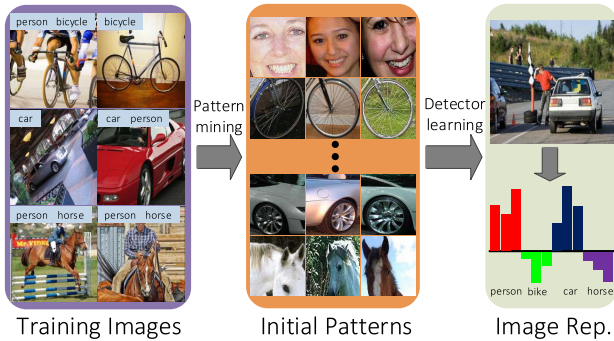 person bicycle
bicycle
car
car person
person horse
person horse
Pattern
mining
Detector
learning
person bike car horse
Training Images
Initial Patterns
Image Rep.